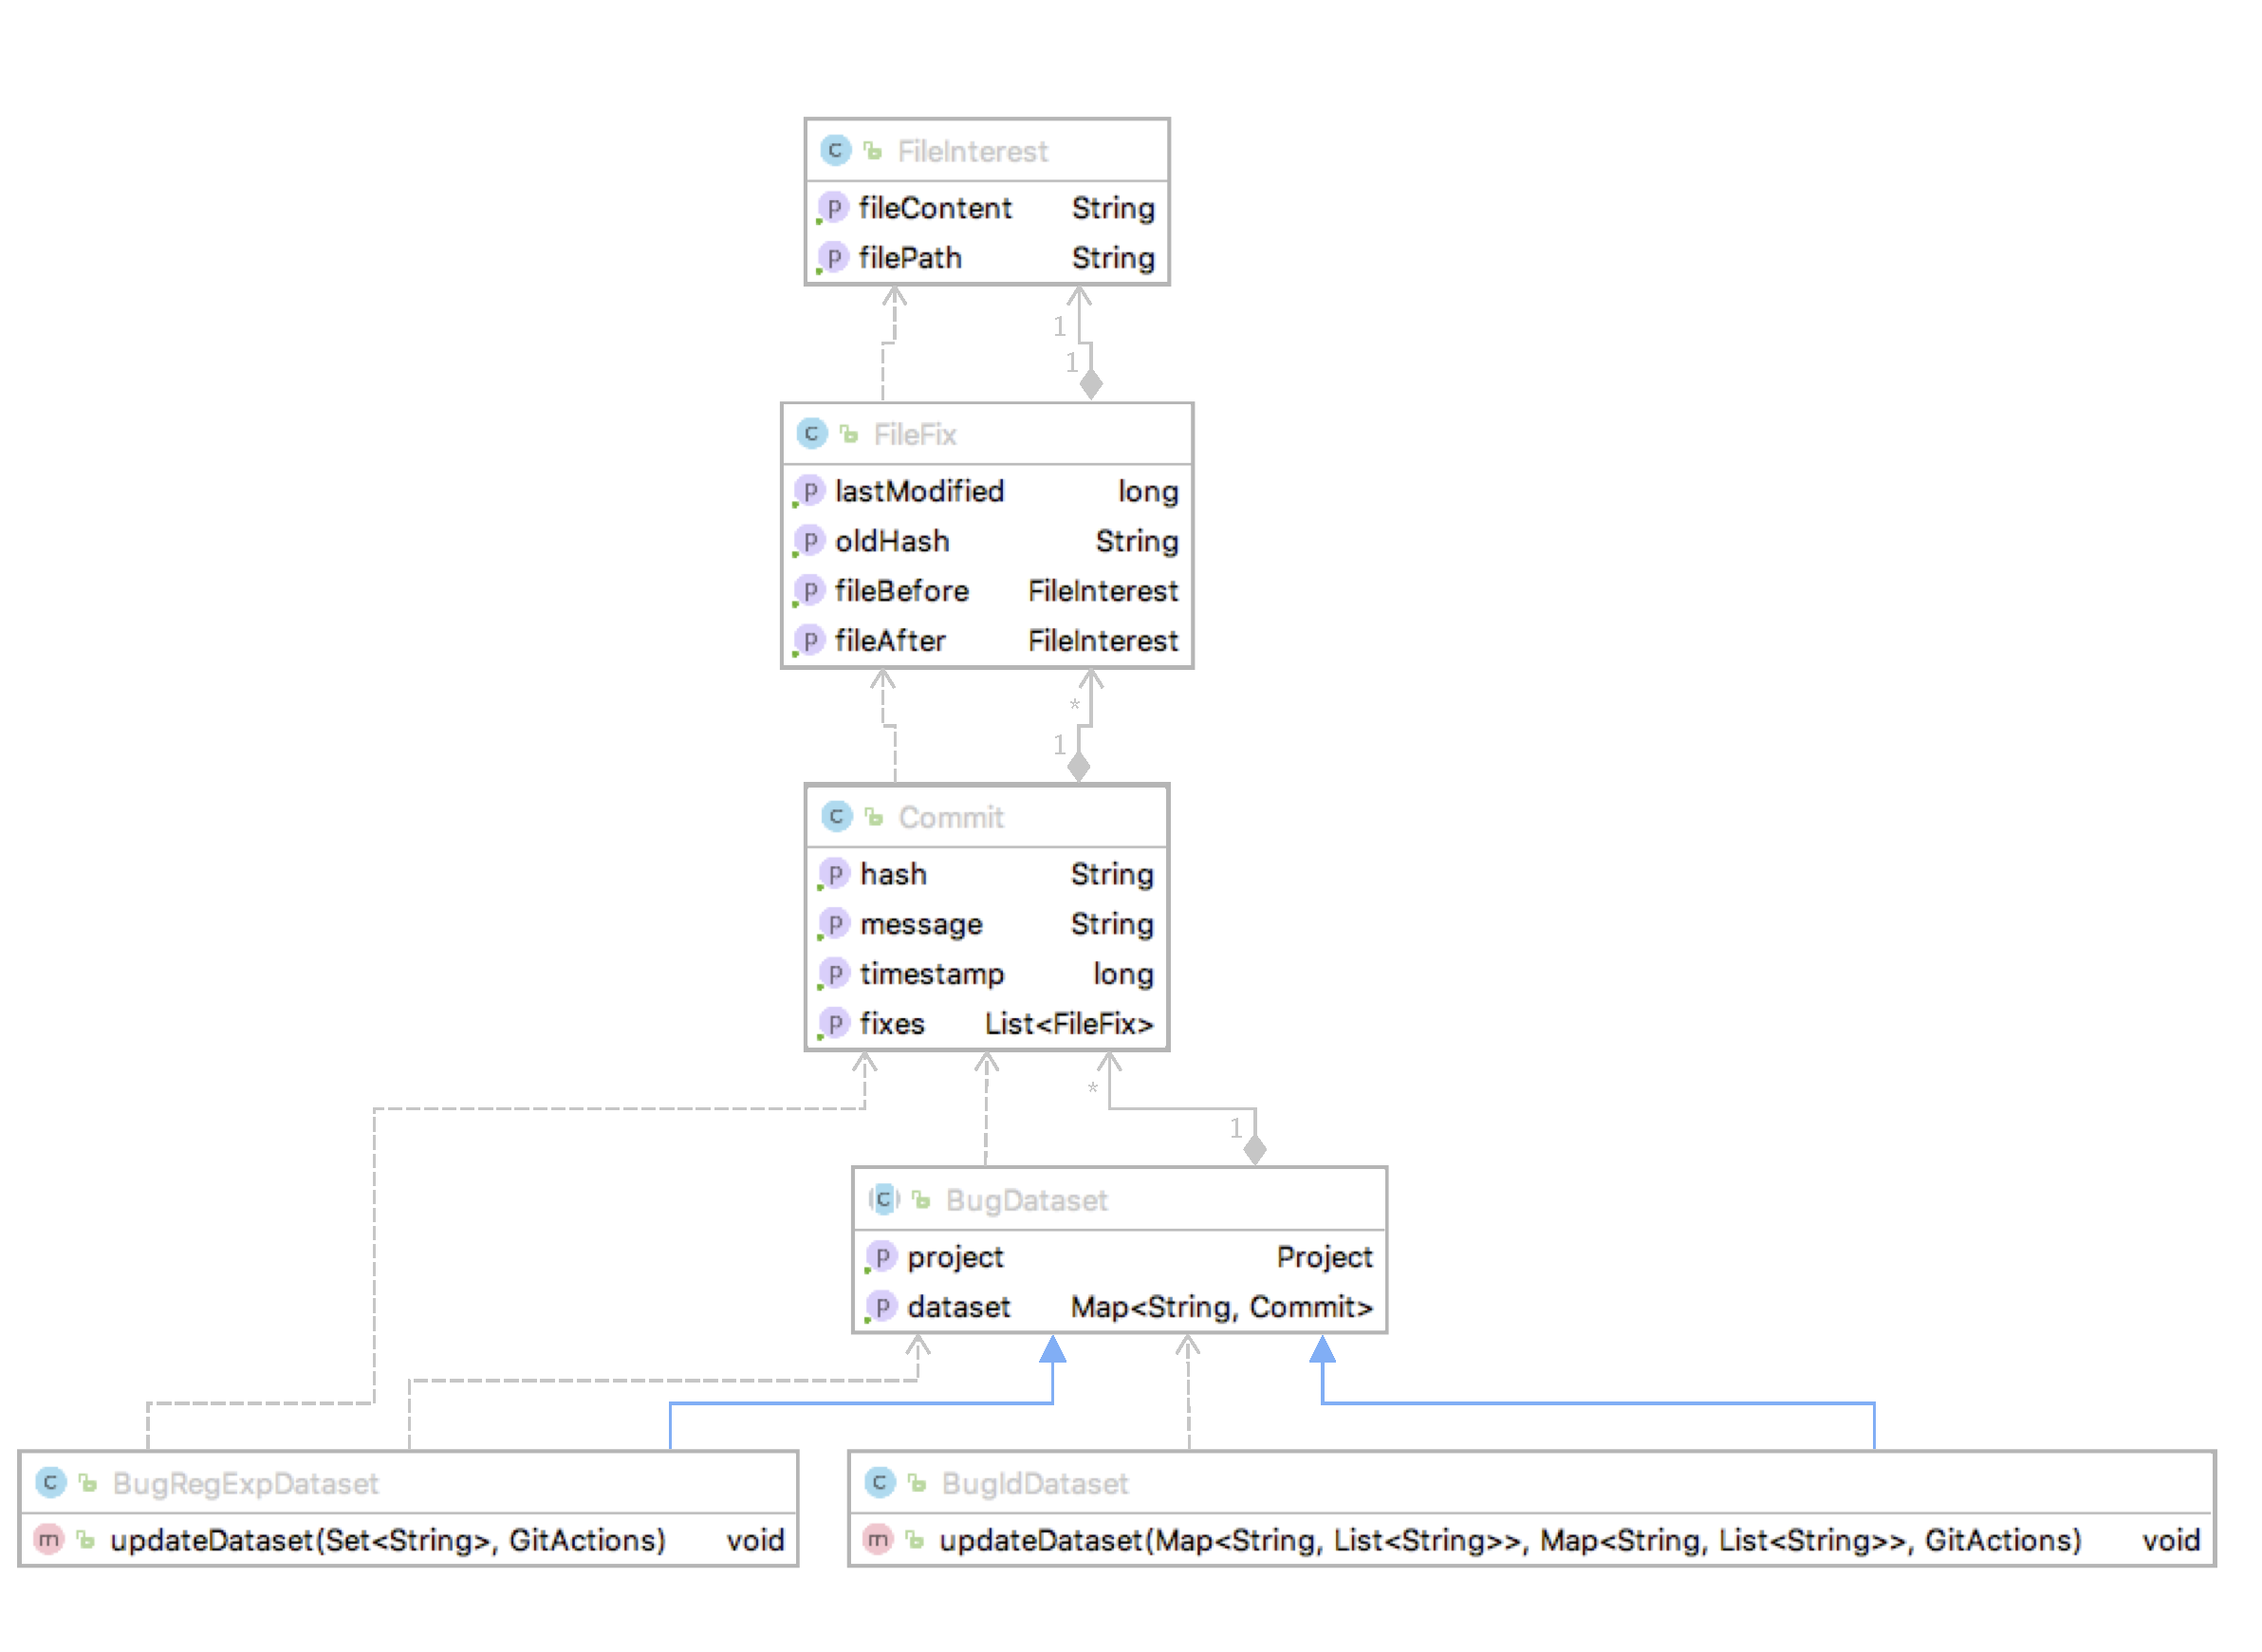 C FileInterest
p fileContent String
p filePath String
1
1
C FileFix
p lastModified long
p oldHash String
p fileBefore FileInterest
p fileAfter FileInterest
*
1
C Commit
p hash String
p message String
p timestamp long
p fixes List<FileFix>
*
1
C BugDataset
p project Project
p dataset Map<String, Commit>
C BugRegExpDataset
m updateDataset(Set<String>, GitActions) void
C BugIdDataset
m updateDataset(Map<String, List<String>>, Map<String, List<String>>, GitActions) void